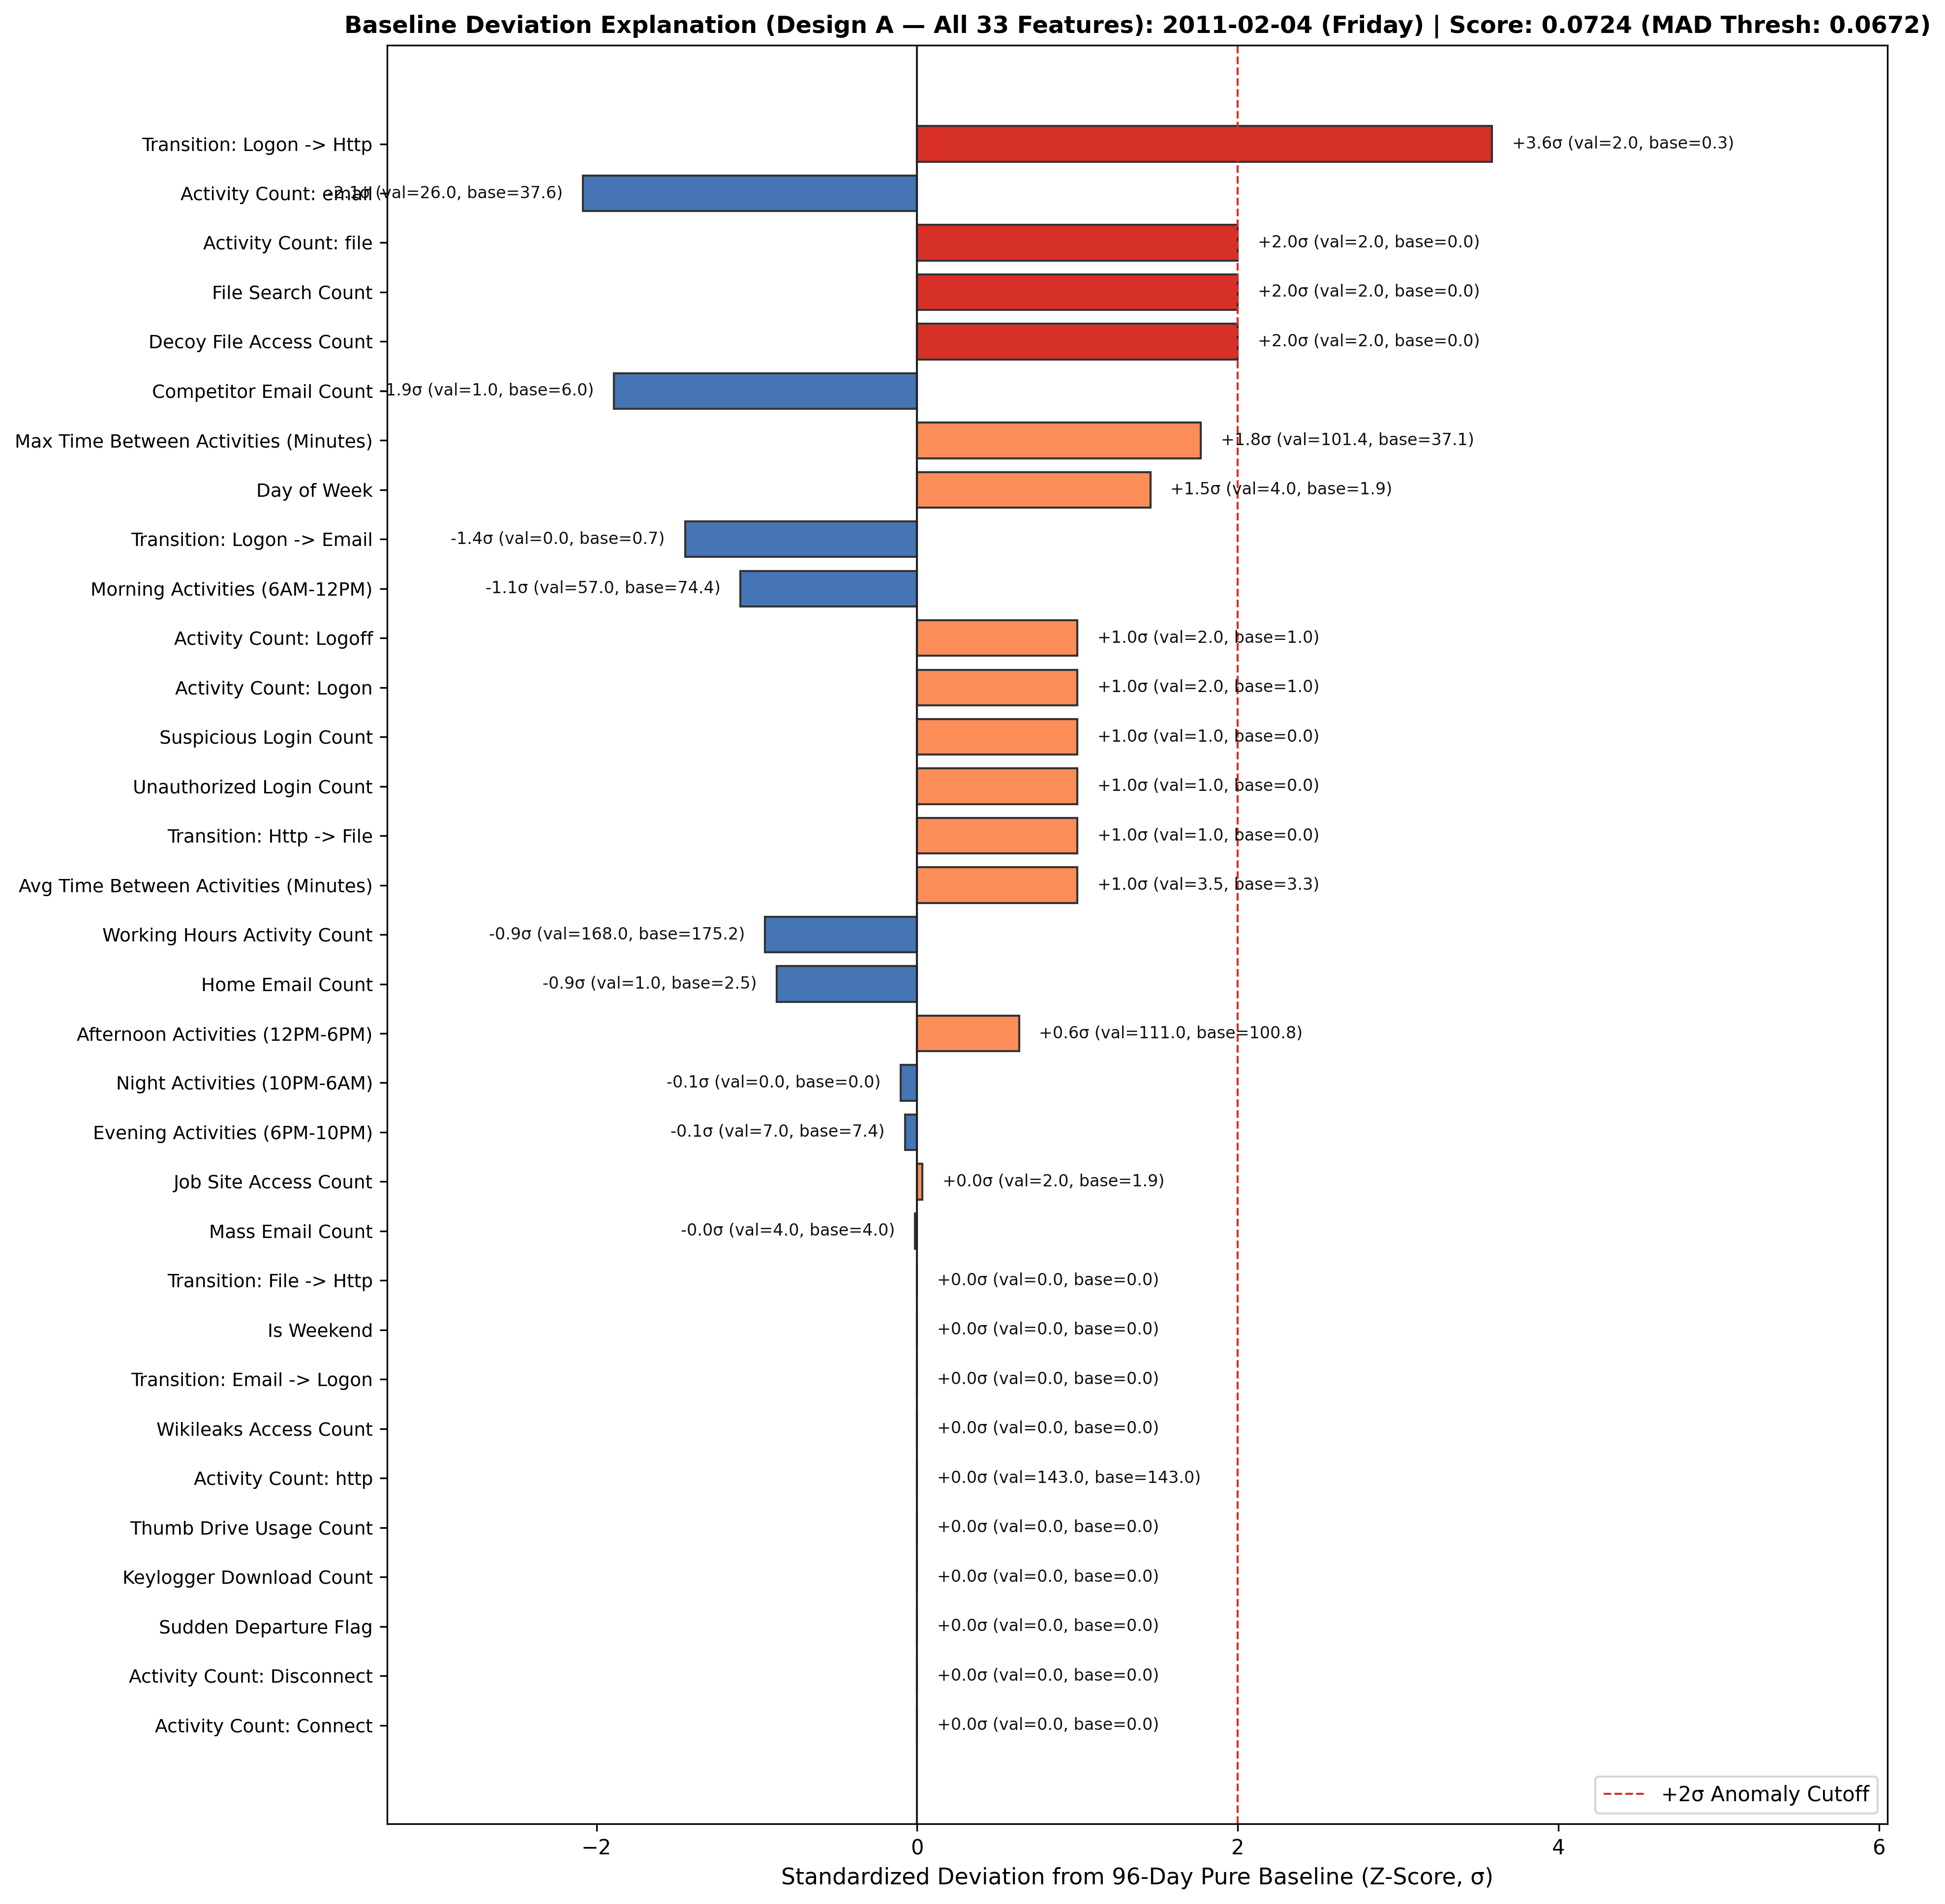 Baseline Deviation Explanation (Design A — All 33 Features): 2011-02-04 (Friday) | Score: 0.0724 (MAD Thresh: 0.0672)
Transition: Logon -> Http +3.6σ (val=2.0, base=0.3)
Activity Count: email -2.1σ (val=26.0, base=37.6)
Activity Count: file +2.0σ (val=2.0, base=0.0)
File Search Count +2.0σ (val=2.0, base=0.0)
Decoy File Access Count +2.0σ (val=2.0, base=0.0)
Competitor Email Count -1.9σ (val=1.0, base=6.0)
Max Time Between Activities (Minutes) +1.8σ (val=101.4, base=37.1)
Day of Week +1.5σ (val=4.0, base=1.9)
Transition: Logon -> Email -1.4σ (val=0.0, base=0.7)
Morning Activities (6AM-12PM) -1.1σ (val=57.0, base=74.4)
Activity Count: Logoff +1.0σ (val=2.0, base=1.0)
Activity Count: Logon +1.0σ (val=2.0, base=1.0)
Suspicious Login Count +1.0σ (val=1.0, base=0.0)
Unauthorized Login Count +1.0σ (val=1.0, base=0.0)
Transition: Http -> File +1.0σ (val=1.0, base=0.0)
Avg Time Between Activities (Minutes) +1.0σ (val=3.5, base=3.3)
Working Hours Activity Count -0.9σ (val=168.0, base=175.2)
Home Email Count -0.9σ (val=1.0, base=2.5)
Afternoon Activities (12PM-6PM) +0.6σ (val=111.0, base=100.8)
Night Activities (10PM-6AM) -0.1σ (val=0.0, base=0.0)
Evening Activities (6PM-10PM) -0.1σ (val=7.0, base=7.4)
Job Site Access Count +0.0σ (val=2.0, base=1.9)
Mass Email Count -0.0σ (val=4.0, base=4.0)
Transition: File -> Http +0.0σ (val=0.0, base=0.0)
Is Weekend +0.0σ (val=0.0, base=0.0)
Transition: Email -> Logon +0.0σ (val=0.0, base=0.0)
Wikileaks Access Count +0.0σ (val=0.0, base=0.0)
Activity Count: http +0.0σ (val=143.0, base=143.0)
Thumb Drive Usage Count +0.0σ (val=0.0, base=0.0)
Keylogger Download Count +0.0σ (val=0.0, base=0.0)
Sudden Departure Flag +0.0σ (val=0.0, base=0.0)
Activity Count: Disconnect +0.0σ (val=0.0, base=0.0)
Activity Count: Connect +0.0σ (val=0.0, base=0.0)
+2σ Anomaly Cutoff
−2 0 2 4 6
Standardized Deviation from 96-Day Pure Baseline (Z-Score, σ)